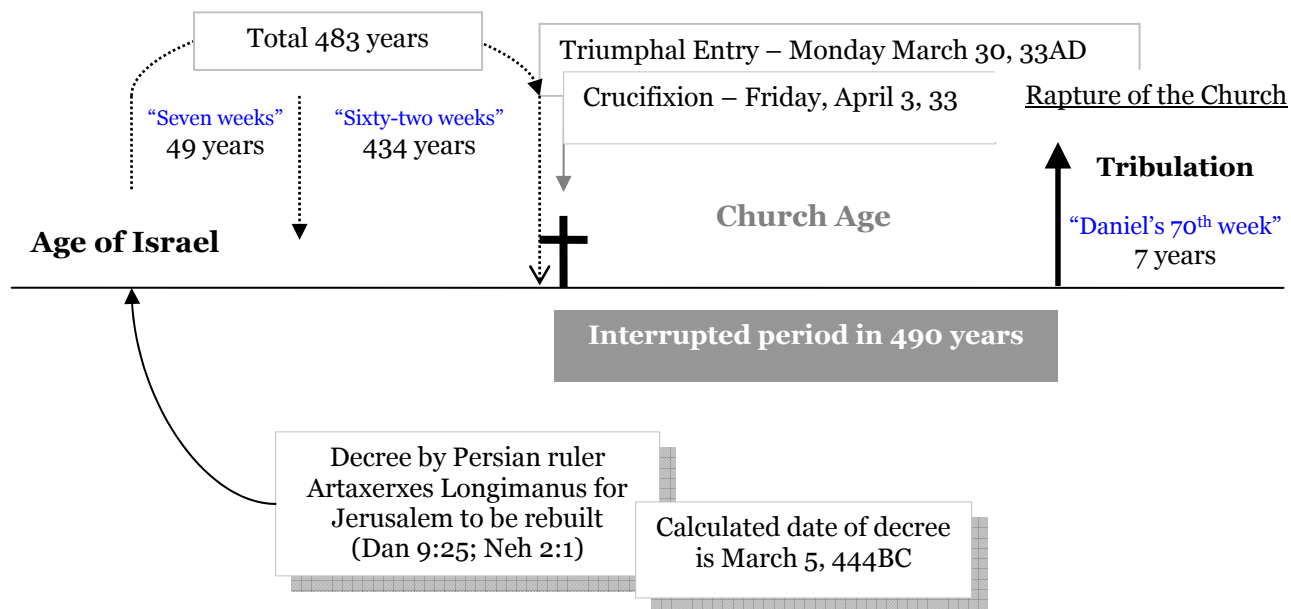 Total 483 years
Triumphal Entry – Monday March 30, 33AD
Crucifixion – Friday, April 3, 33
Rapture of the Church
“Seven weeks”
49 years
“Sixty-two weeks”
434 years
Tribulation
Church Age
“Daniel’s 70th week”
7 years
Age of Israel
Interrupted period in 490 years
Decree by Persian ruler
Artaxerxes Longimanus for
Jerusalem to be rebuilt
(Dan 9:25; Neh 2:1)
Calculated date of decree
is March 5, 444BC